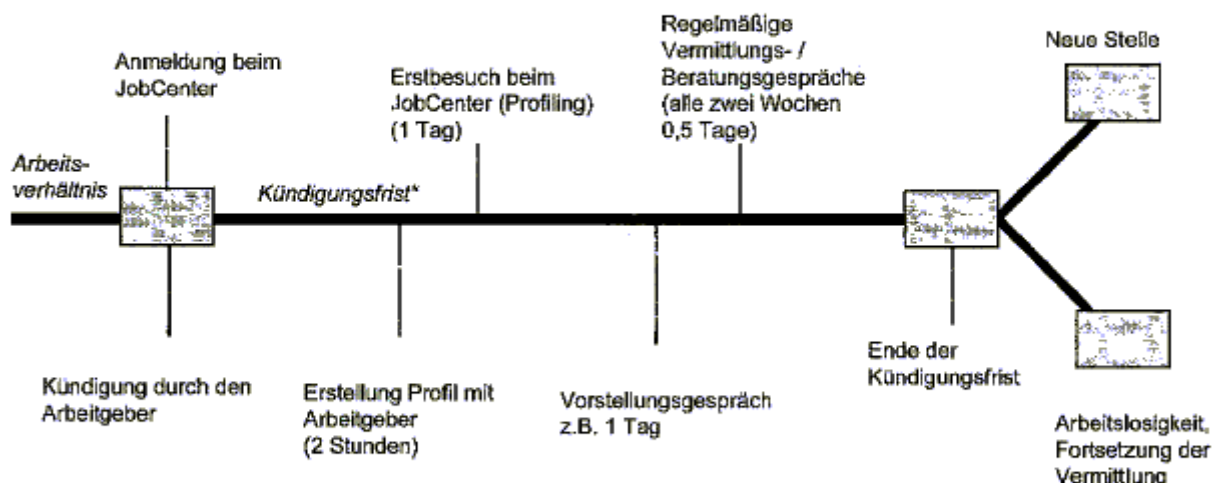 Anmeldung beim
JobCenter
Erstbesuch beim
JobCenter (Profiling)
(1 Tag)
Regelmäßige
Vermittlungs- /
Beratungsgespräche
(alle zwei Wochen
0,5 Tage)
Neue Stelle
Arbeits-
verhältnis
Kündigungsfrist*
Kündigung durch den
Arbeitgeber
Erstellung Profil mit
Arbeitgeber
(2 Stunden)
Vorstellungsgespräch
z.B. 1 Tag
Ende der
Kündigungsfrist
Arbeitslosigkeit,
Fortsetzung der
Vermittlung